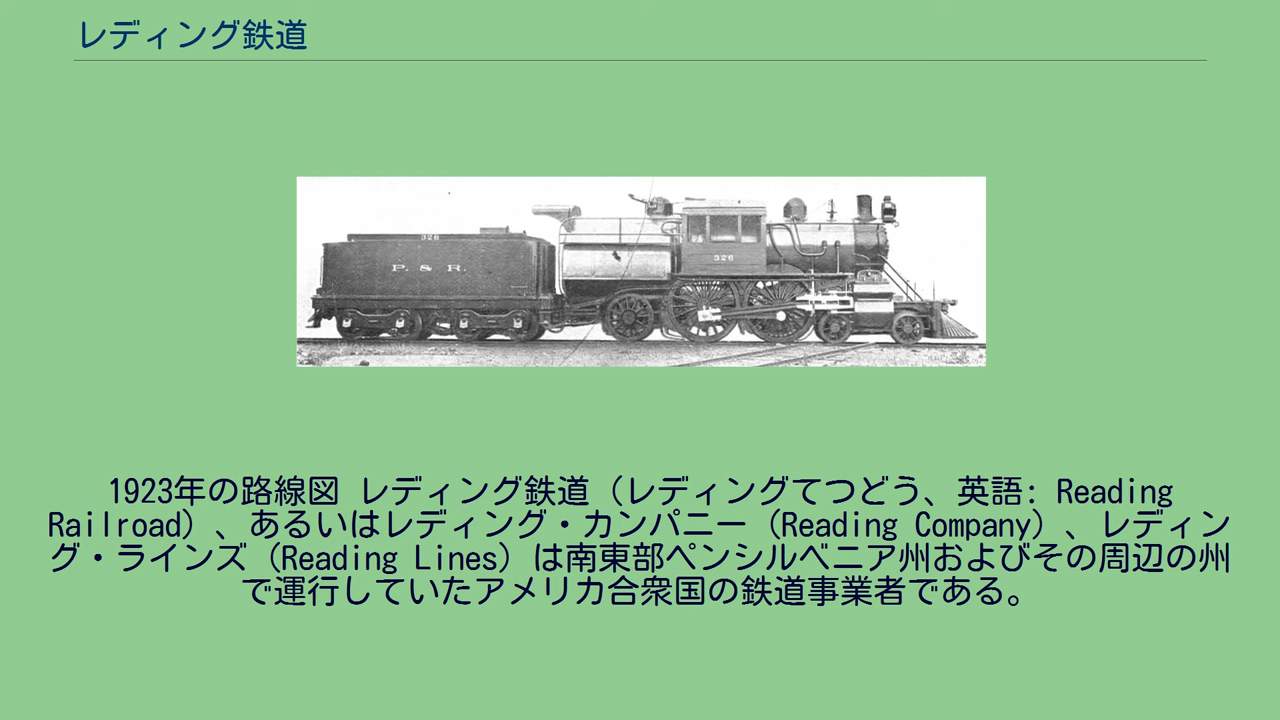 レディング鉄道
326
P. & R.
326
1923年の路線図 レディング鉄道（レディングてつどう、英語: Reading
Railroad）、あるいはレディング・カンパニー（Reading Company）、レディン
グ・ラインズ（Reading Lines）は南東部ペンシルベニア州およびその周辺の州
で運行していたアメリカ合衆国の鉄道事業者である。